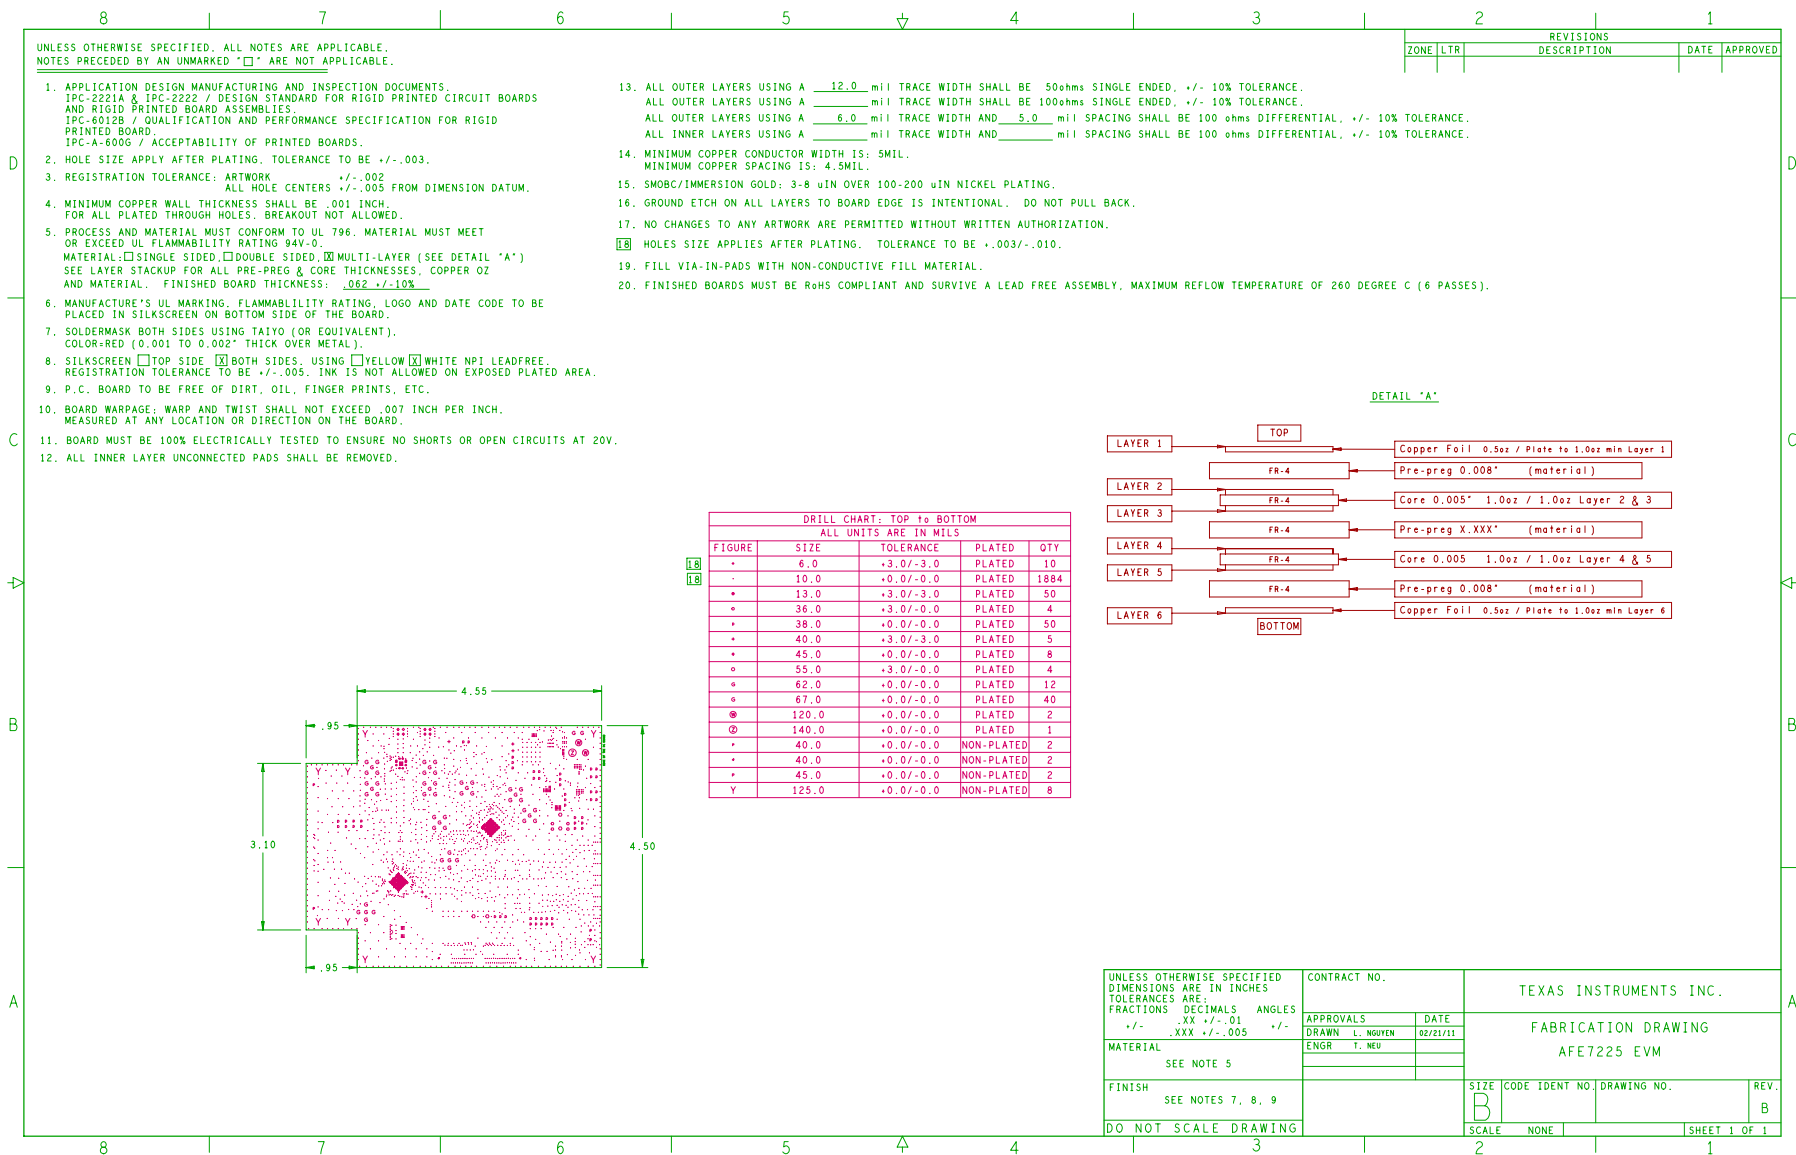 8 7 6 5 4 3 2 1
UNLESS OTHERWISE SPECIFIED, ALL NOTES ARE APPLICABLE.
NOTES PRECEDED BY AN UNMARKED "□" ARE NOT APPLICABLE.
1. APPLICATION DESIGN MANUFACTURING AND INSPECTION DOCUMENTS.
IPC-2221A & IPC-2222 / DESIGN STANDARD FOR RIGID PRINTED CIRCUIT BOARDS
AND RIGID PRINTED BOARD ASSEMBLIES.
IPC-6012B / QUALIFICATION AND PERFORMANCE SPECIFICATION FOR RIGID
PRINTED BOARD.
IPC-A-600G / ACCEPTABILITY OF PRINTED BOARDS.
2. HOLE SIZE APPLY AFTER PLATING. TOLERANCE TO BE +/-.003.
3. REGISTRATION TOLERANCE: ARTWORK +/-.002
ALL HOLE CENTERS +/-.005 FROM DIMENSION DATUM.
4. MINIMUM COPPER WALL THICKNESS SHALL BE .001 INCH.
FOR ALL PLATED THROUGH HOLES. BREAKOUT NOT ALLOWED.
5. PROCESS AND MATERIAL MUST CONFORM TO UL 796. MATERIAL MUST MEET
OR EXCEED UL FLAMMABILITY RATING 94V-0.
MATERIAL: □ SINGLE SIDED, □ DOUBLE SIDED, X MULTI-LAYER (SEE DETAIL "A")
SEE LAYER STACKUP FOR ALL PRE-PREG & CORE THICKNESSES, COPPER OZ
AND MATERIAL. FINISHED BOARD THICKNESS: .062 +/-10%
6. MANUFACTURE'S UL MARKING. FLAMMABLILITY RATING, LOGO AND DATE CODE TO BE
PLACED IN SILKSCREEN ON BOTTOM SIDE OF THE BOARD.
7. SOLDERMASK BOTH SIDES USING TAIYO (OR EQUIVALENT).
COLOR=RED (0.001 TO 0.002" THICK OVER METAL).
8. SILKSCREEN □ TOP SIDE X BOTH SIDES. USING □ YELLOW X WHITE NPI LEADFREE.
REGISTRATION TOLERANCE TO BE +/-.005. INK IS NOT ALLOWED ON EXPOSED PLATED AREA.
9. P.C. BOARD TO BE FREE OF DIRT, OIL, FINGER PRINTS, ETC.
10. BOARD WARPAGE: WARP AND TWIST SHALL NOT EXCEED .007 INCH PER INCH.
MEASURED AT ANY LOCATION OR DIRECTION ON THE BOARD.
11. BOARD MUST BE 100% ELECTRICALLY TESTED TO ENSURE NO SHORTS OR OPEN CIRCUITS AT 20V.
12. ALL INNER LAYER UNCONNECTED PADS SHALL BE REMOVED.
13. ALL OUTER LAYERS USING A 12.0 mil TRACE WIDTH SHALL BE 50ohms SINGLE ENDED, +/- 10% TOLERANCE.
ALL OUTER LAYERS USING A ______ mil TRACE WIDTH SHALL BE 100ohms SINGLE ENDED, +/- 10% TOLERANCE.
ALL OUTER LAYERS USING A 6.0 mil TRACE WIDTH AND 5.0 mil SPACING SHALL BE 100 ohms DIFFERENTIAL, +/- 10% TOLERANCE.
ALL INNER LAYERS USING A ______ mil TRACE WIDTH AND ______ mil SPACING SHALL BE 100 ohms DIFFERENTIAL, +/- 10% TOLERANCE.
14. MINIMUM COPPER CONDUCTOR WIDTH IS: 5MIL.
MINIMUM COPPER SPACING IS: 4.5MIL.
15. SMOBC/IMMERSION GOLD: 3-8 uIN OVER 100-200 uIN NICKEL PLATING.
16. GROUND ETCH ON ALL LAYERS TO BOARD EDGE IS INTENTIONAL. DO NOT PULL BACK.
17. NO CHANGES TO ANY ARTWORK ARE PERMITTED WITHOUT WRITTEN AUTHORIZATION.
18 HOLES SIZE APPLIES AFTER PLATING. TOLERANCE TO BE +.003/-.010.
19. FILL VIA-IN-PADS WITH NON-CONDUCTIVE FILL MATERIAL.
20. FINISHED BOARDS MUST BE RoHS COMPLIANT AND SURVIVE A LEAD FREE ASSEMBLY, MAXIMUM REFLOW TEMPERATURE OF 260 DEGREE C (6 PASSES).
REVISIONS
ZONE LTR DESCRIPTION DATE APPROVED
D D
C C
B B
A A
DETAIL "A"
TOP
LAYER 1 Copper Foil 0.5oz / Plate to 1.0oz min Layer 1
FR-4 Pre-preg 0.008" (material)
LAYER 2
FR-4 Core 0.005" 1.0oz / 1.0oz Layer 2 & 3
LAYER 3
FR-4 Pre-preg X.XXX" (material)
LAYER 4
FR-4 Core 0.005 1.0oz / 1.0oz Layer 4 & 5
LAYER 5
FR-4 Pre-preg 0.008" (material)
LAYER 6 Copper Foil 0.5oz / Plate to 1.0oz min Layer 6
BOTTOM
DRILL CHART: TOP to BOTTOM
ALL UNITS ARE IN MILS
FIGURE SIZE TOLERANCE PLATED QTY
18 6.0 +3.0/-3.0 PLATED 10
18 10.0 +0.0/-0.0 PLATED 1884
13.0 +3.0/-3.0 PLATED 50
36.0 +3.0/-0.0 PLATED 4
38.0 +0.0/-0.0 PLATED 50
40.0 +3.0/-3.0 PLATED 5
45.0 +0.0/-0.0 PLATED 8
55.0 +3.0/-0.0 PLATED 4
G 62.0 +0.0/-0.0 PLATED 12
G 67.0 +0.0/-0.0 PLATED 40
120.0 +0.0/-0.0 PLATED 2
Z 140.0 +0.0/-0.0 PLATED 1
40.0 +0.0/-0.0 NON-PLATED 2
40.0 +0.0/-0.0 NON-PLATED 2
45.0 +0.0/-0.0 NON-PLATED 2
Y 125.0 +0.0/-0.0 NON-PLATED 8
4.55
.95
3.10
4.50
.95
UNLESS OTHERWISE SPECIFIED
DIMENSIONS ARE IN INCHES
TOLERANCES ARE:
FRACTIONS DECIMALS ANGLES
+/- .XX +/-.01 +/-
.XXX +/-.005
MATERIAL
SEE NOTE 5
FINISH
SEE NOTES 7, 8, 9
DO NOT SCALE DRAWING
CONTRACT NO.
APPROVALS DATE
DRAWN L. NGUYEN 02/21/11
ENGR T. NEU
TEXAS INSTRUMENTS INC.
FABRICATION DRAWING
AFE7225 EVM
SIZE CODE IDENT NO. DRAWING NO. REV.
B B
SCALE NONE SHEET 1 OF 1
8 7 6 5 4 3 2 1